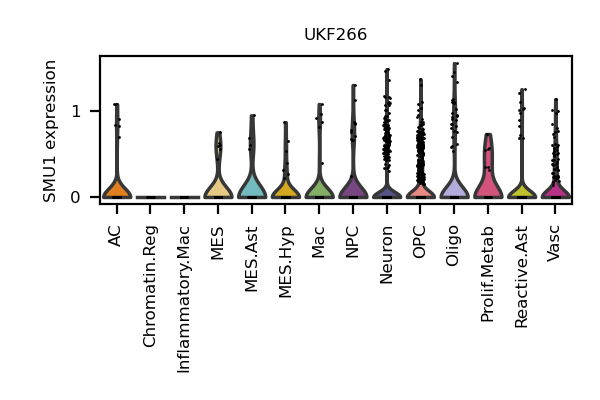 UKF266
SMU1 expression
1
0
AC
Chromatin.Reg
Inflammatory.Mac
MES
MES.Ast
MES.Hyp
Mac
NPC
Neuron
OPC
Oligo
Prolif.Metab
Reactive.Ast
Vasc